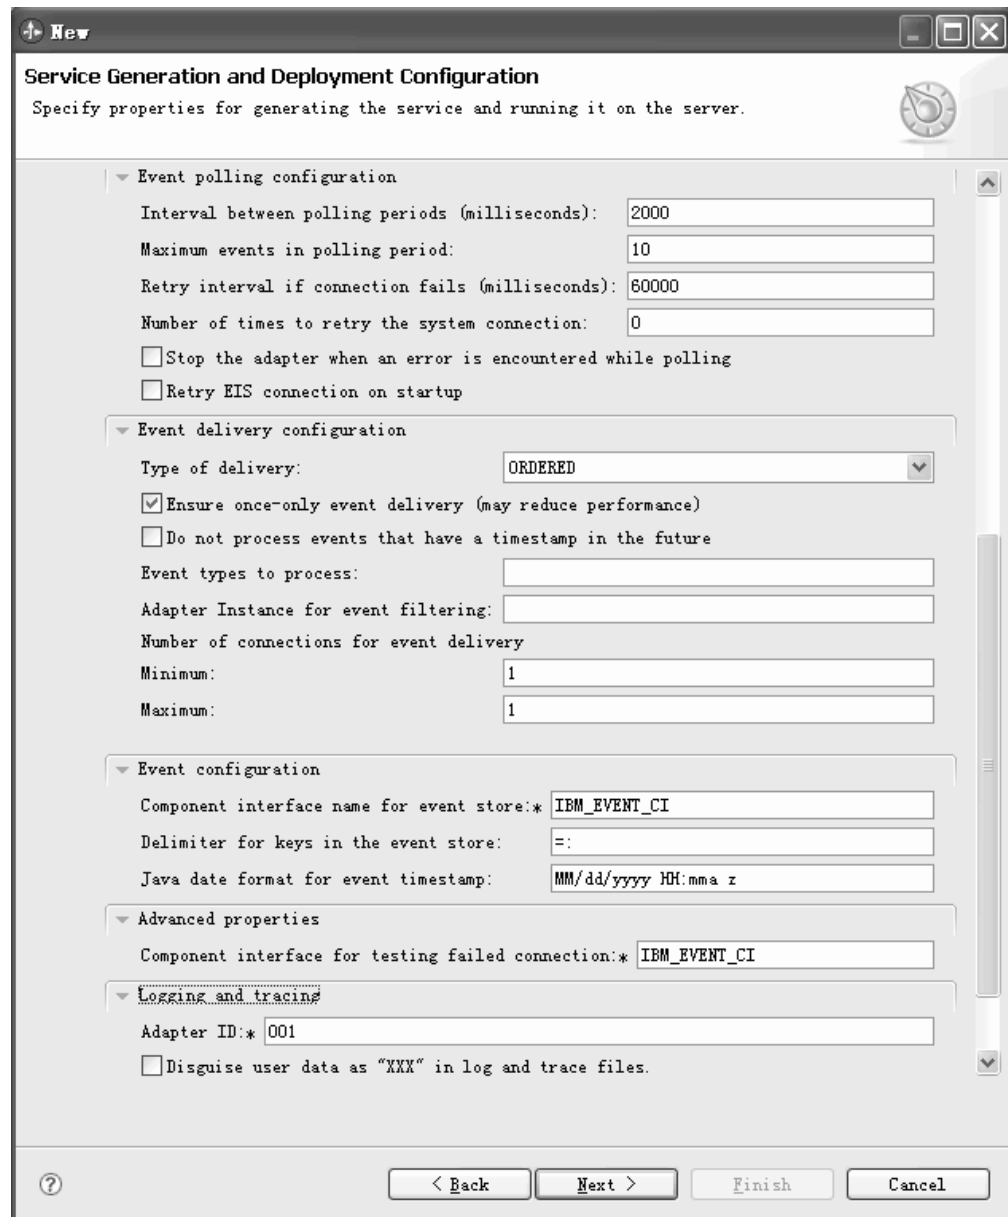 New
Service Generation and Deployment Configuration
Specify properties for generating the service and running it on the server.
Event polling configuration
Interval between polling periods (milliseconds): 2000
Maximum events in polling period: 10
Retry interval if connection fails (milliseconds): 60000
Number of times to retry the system connection: 0
Stop the adapter when an error is encountered while polling
Retry EIS connection on startup
Event delivery configuration
Type of delivery: ORDERED
Ensure once-only event delivery (may reduce performance)
Do not process events that have a timestamp in the future
Event types to process:
Adapter Instance for event filtering:
Number of connections for event delivery
Minimum: 1
Maximum: 1
Event configuration
Component interface name for event store:* IBM_EVENT_CI
Delimiter for keys in the event store: =:
Java date format for event timestamp: MM/dd/yyyy HH:mma z
Advanced properties
Component interface for testing failed connection:* IBM_EVENT_CI
Logging and tracing
Adapter ID:* 001
Disguise user data as "XXX" in log and trace files.
? < Back Next > Finish Cancel